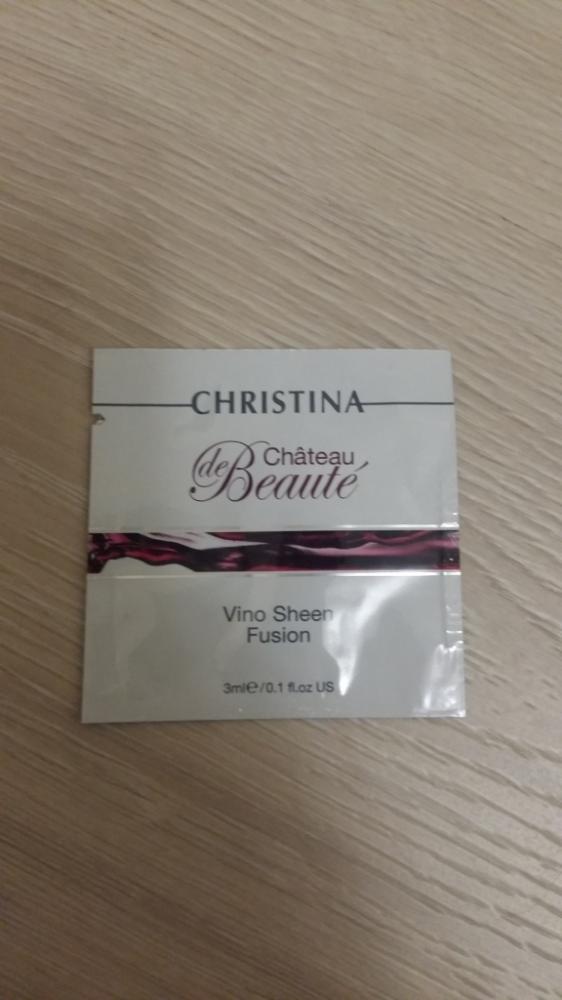 CHRISTINA
Château
de Beauté
Vino Sheen
Fusion
3ml℮/0.1 fl.oz US